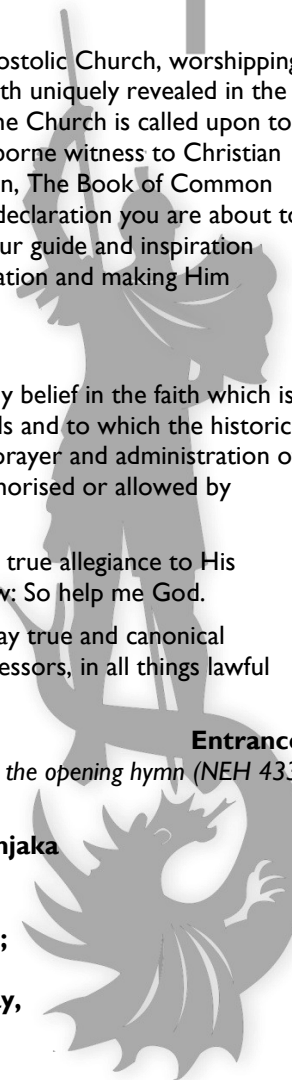 ostolic Church, worshipping
th uniquely revealed in the
ne Church is called upon to
borne witness to Christian
n, The Book of Common
declaration you are about to
ur guide and inspiration
ation and making Him
y belief in the faith which is
ds and to which the historic
prayer and administration o
horised or allowed by
true allegiance to His
w: So help me God.
ay true and canonical
essors, in all things lawful
Entrance
the opening hymn (NEH 433
njaka
;
y,